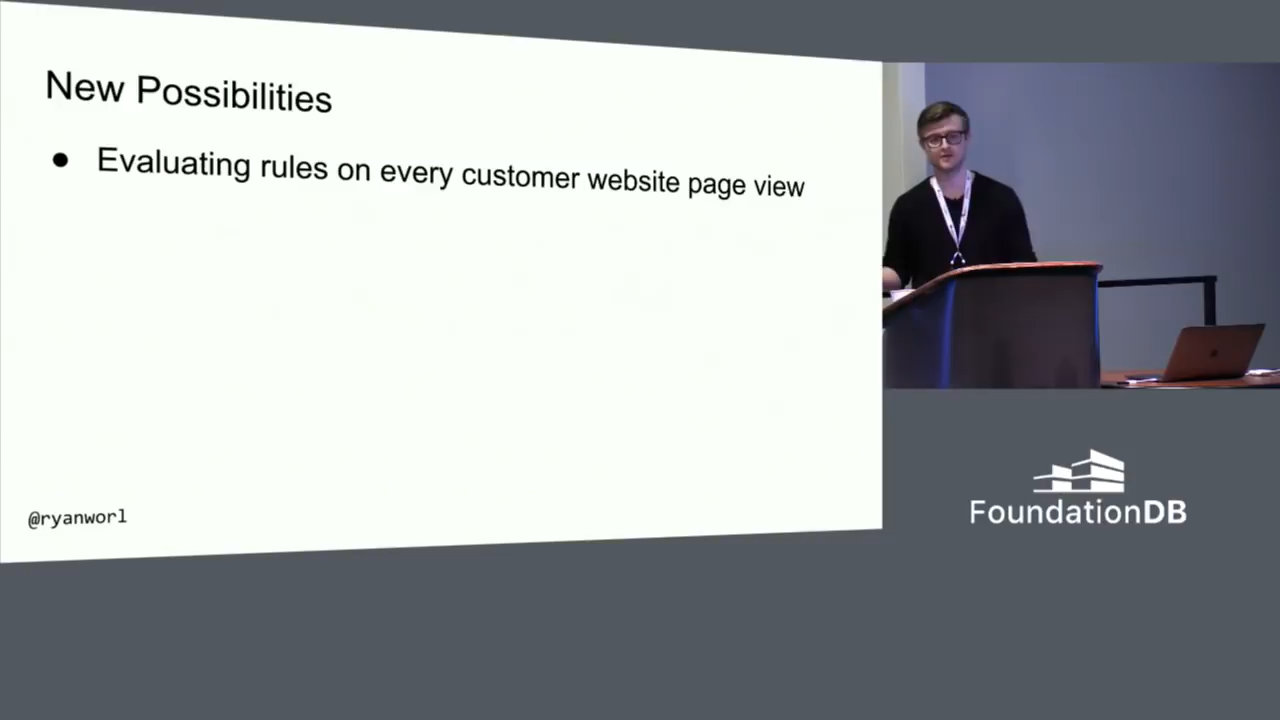 New Possibilities
● Evaluating rules on every customer website page view
@ryanworl
FoundationDB